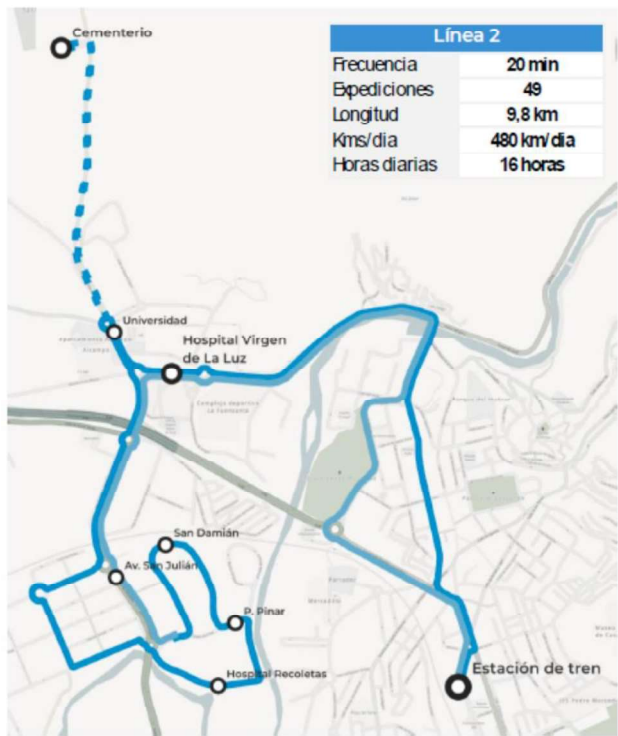 Cementerio
Línea 2
Frecuencia 20 min
Expediciones 49
Longitud 9,8 km
Kms/dia 480 km/dia
Horas diarias 16 horas
Universidad
Hospital Virgen
de La Luz
San Damián
Av. San Julián
P. Pinar
Hospital Recoletas
Estación de tren